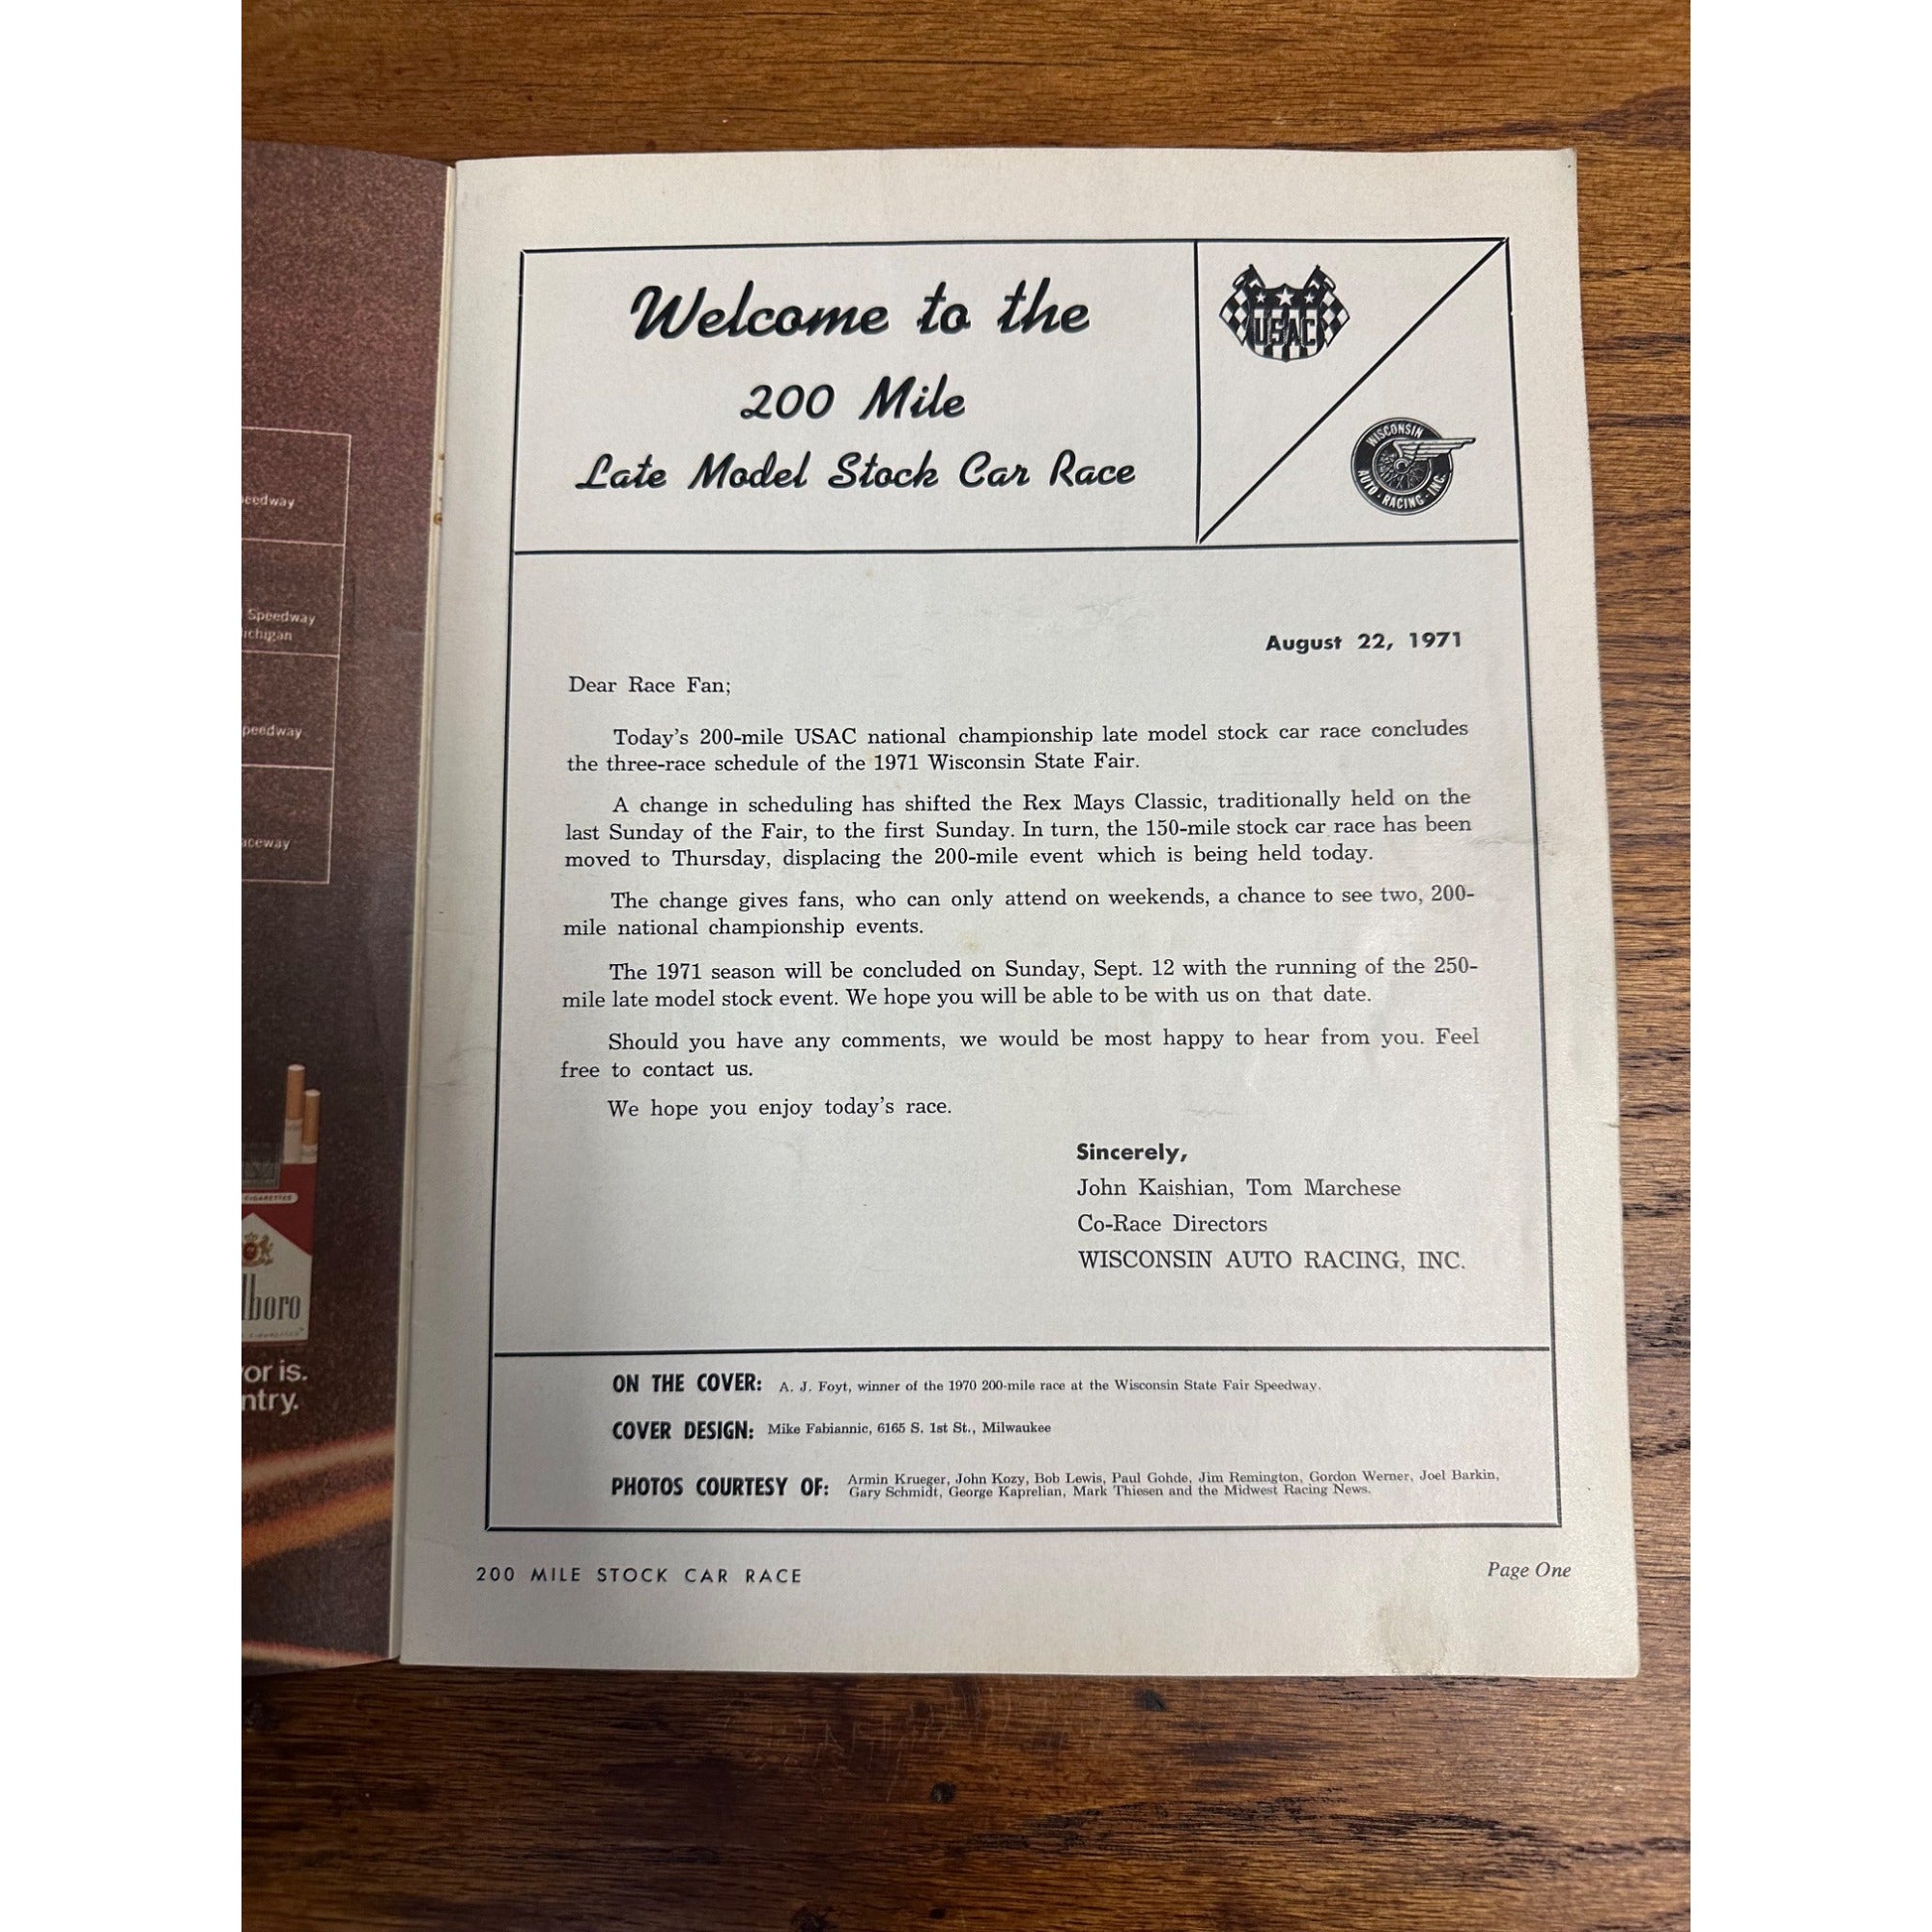 eedway
Speedway
ichigan
peedway
aceway
CIGARETTES
lboro
or is.
ntry.
Welcome to the
200 Mile
Late Model Stock Car Race
USAC
WISCONSIN
AUTO · RACING · INC.
August 22, 1971
Dear Race Fan;
Today's 200-mile USAC national championship late model stock car race concludes
the three-race schedule of the 1971 Wisconsin State Fair.
A change in scheduling has shifted the Rex Mays Classic, traditionally held on the
last Sunday of the Fair, to the first Sunday. In turn, the 150-mile stock car race has been
moved to Thursday, displacing the 200-mile event which is being held today.
The change gives fans, who can only attend on weekends, a chance to see two, 200-
mile national championship events.
The 1971 season will be concluded on Sunday, Sept. 12 with the running of the 250-
mile late model stock event. We hope you will be able to be with us on that date.
Should you have any comments, we would be most happy to hear from you. Feel
free to contact us.
We hope you enjoy today's race.
Sincerely,
John Kaishian, Tom Marchese
Co-Race Directors
WISCONSIN AUTO RACING, INC.
ON THE COVER: A. J. Foyt, winner of the 1970 200-mile race at the Wisconsin State Fair Speedway.
COVER DESIGN: Mike Fabiannic, 6165 S. 1st St., Milwaukee
PHOTOS COURTESY OF: Armin Krueger, John Kozy, Bob Lewis, Paul Gohde, Jim Remington, Gordon Werner, Joel Barkin,
Gary Schmidt, George Kaprelian, Mark Thiesen and the Midwest Racing News.
200 MILE STOCK CAR RACE
Page One